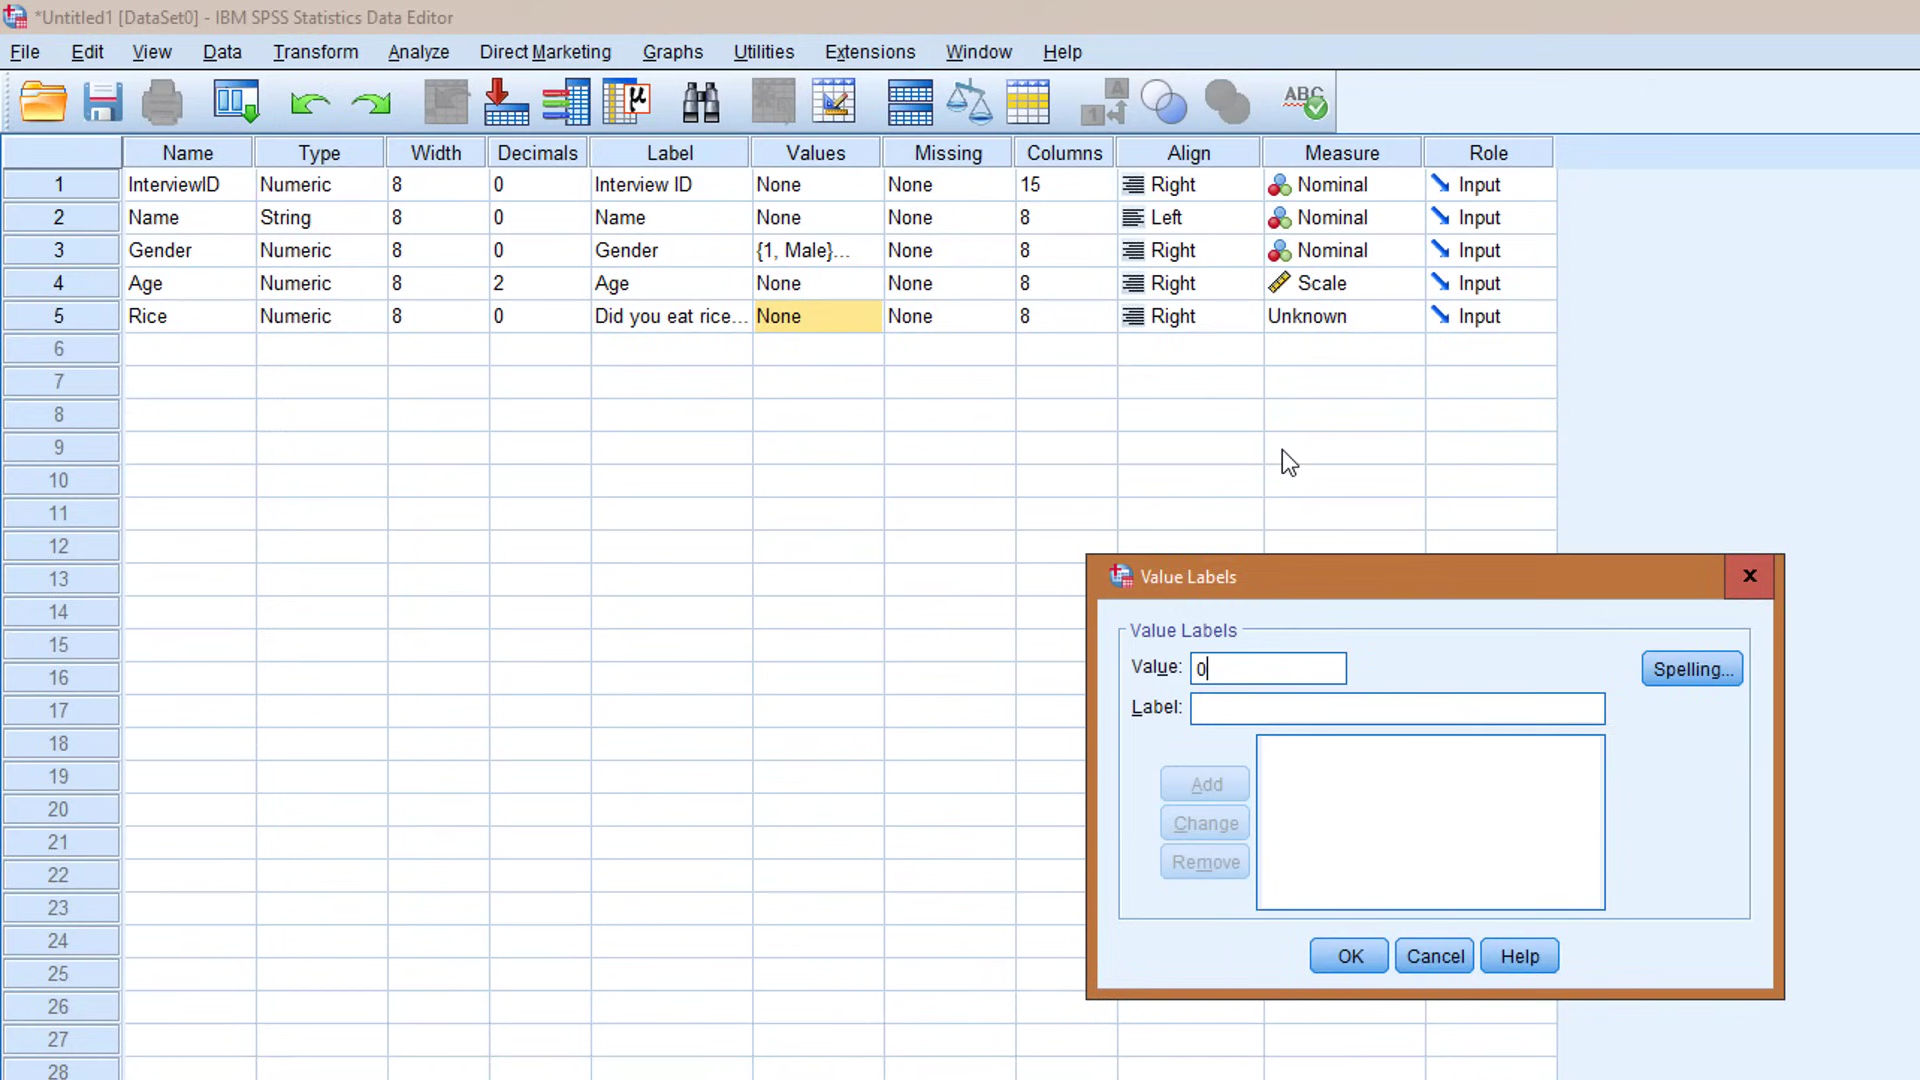 *Untitled1 [DataSet0] - IBM SPSS Statistics Data Editor
File Edit View Data Transform Analyze Direct Marketing Graphs Utilities Extensions Window Help
Name Type Width Decimals Label Values Missing Columns Align Measure Role
1 InterviewID Numeric 8 0 Interview ID None None 15 Right Nominal Input
2 Name String 8 0 Name None None 8 Left Nominal Input
3 Gender Numeric 8 0 Gender {1, Male}... None 8 Right Nominal Input
4 Age Numeric 8 2 Age None None 8 Right Scale Input
5 Rice Numeric 8 0 Did you eat rice... None None 8 Right Unknown Input
6
7
8
9
10
11
12
13
14
15
16
17
18
19
20
21
22
23
24
25
26
27
28
Value Labels
Value Labels
Value: 0 Spelling...
Label:
Add
Change
Remove
OK Cancel Help
μ
A
1
ABC